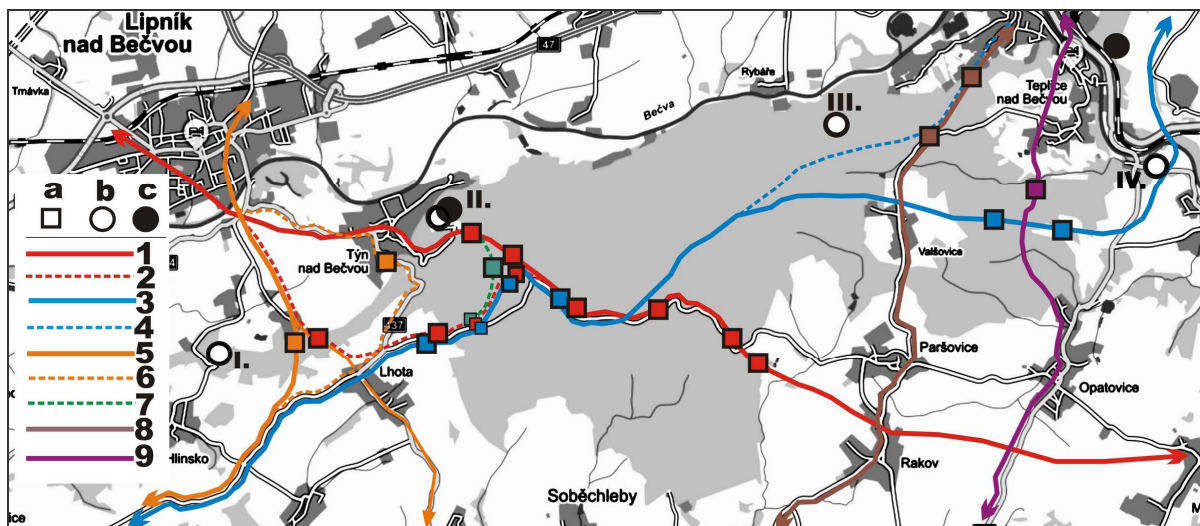 Lipník
nad Bečvou
47
Trnávka
Rybáře
Bečva
III.
Teplice
nad Bečvou
a b c
II.
IV.
1
2
3
4
5
6
7
8
9
Týn
nad Bečvou
Valšovice
437
I.
Lhota
Paršovice
Opatovice
Hlinsko
Rakov
Soběchleby